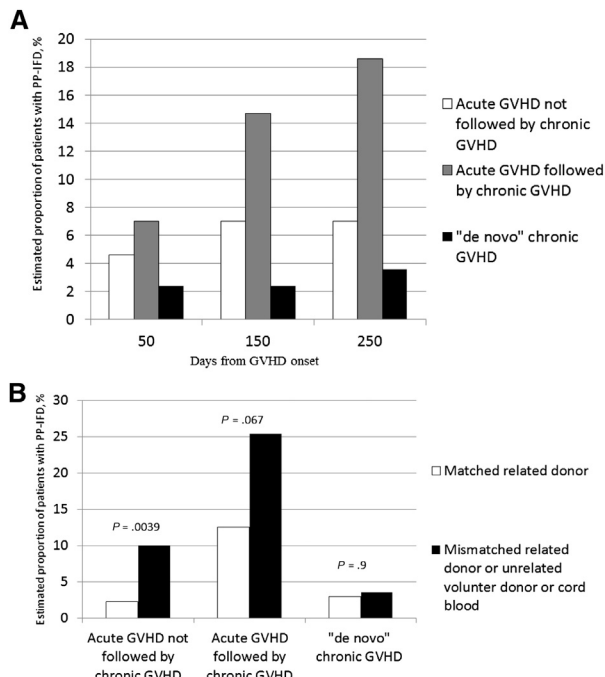 A
Estimated proportion of patients with PP-IFD, %
20
18
16
14
12
10
8
6
4
2
0
50
150
250
Days from GVHD onset
Acute GVHD not
followed by chronic
GVHD
Acute GVHD followed
by chronic GVHD
"de novo" chronic
GVHD
B
Estimated proportion of patients with PP-IFD, %
30
25
20
15
10
5
0
P = .0039
P = .067
P = .9
Acute GVHD not
followed by
chronic GVHD
Acute GVHD
followed by
chronic GVHD
"de novo"
chronic GVHD
Matched related donor
Mismatched related
donor or unrelated
volunter donor or cord
blood